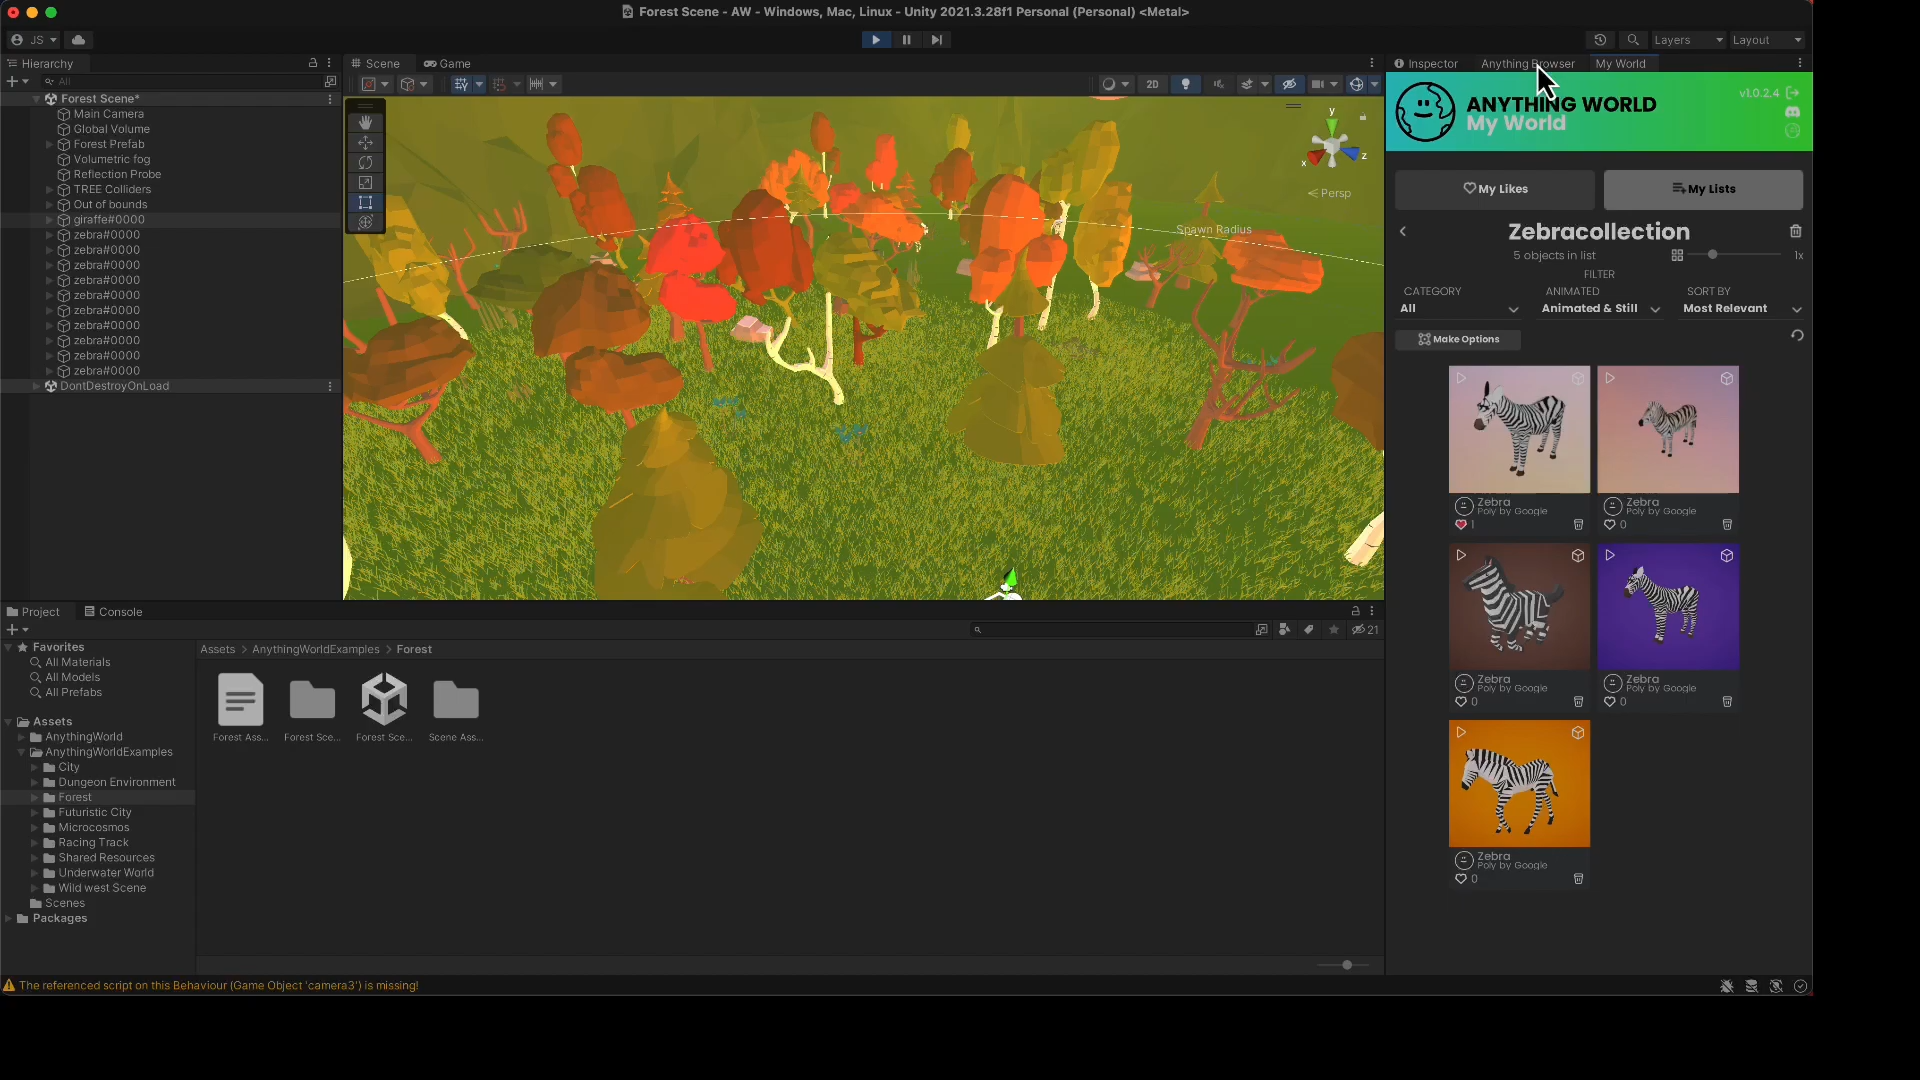 Forest Scene - AW - Windows, Mac, Linux - Unity 2021.3.28f1 Personal (Personal) <Metal>
JS
Layers
Layout
Hierarchy
All
Forest Scene*
Main Camera
Global Volume
Forest Prefab
Volumetric fog
Reflection Probe
TREE Colliders
Out of bounds
giraffe#0000
zebra#0000
zebra#0000
zebra#0000
zebra#0000
zebra#0000
zebra#0000
zebra#0000
zebra#0000
zebra#0000
zebra#0000
DontDestroyOnLoad
Scene
Game
2D
y
x
z
< Persp
Spawn Radius
Inspector
Anything Browser
My World
ANYTHING WORLD
My World
v1.0.2.4
My Likes
My Lists
Zebracollection
5 objects in list
1x
FILTER
CATEGORY
ANIMATED
SORT BY
All
Animated & Still
Most Relevant
Make Options
Zebra
Poly by Google
1
Zebra
Poly by Google
0
Zebra
Poly by Google
0
Zebra
Poly by Google
0
Zebra
Poly by Google
0
Project
Console
21
Favorites
All Materials
All Models
All Prefabs
Assets
AnythingWorld
AnythingWorldExamples
City
Dungeon Environment
Forest
Futuristic City
Microcosmos
Racing Track
Shared Resources
Underwater World
Wild west Scene
Scenes
Packages
Assets > AnythingWorldExamples > Forest
Forest Ass...
Forest Sce...
Forest Sce...
Scene Ass...
The referenced script on this Behaviour (Game Object 'camera3') is missing!